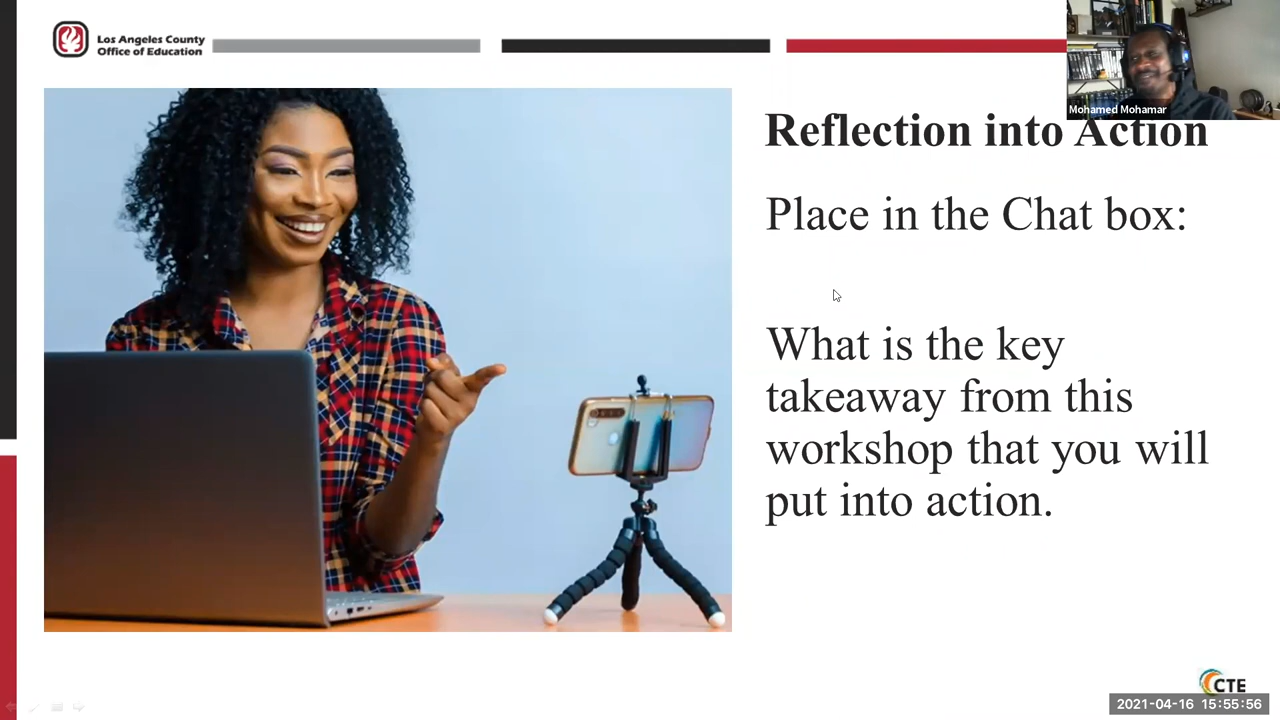 Los Angeles County
Office of Education
Mohamed Mohamar
Reflection into Action
Place in the Chat box:
What is the key
takeaway from this
workshop that you will
put into action.
CTE
2021-04-16 15:55:56